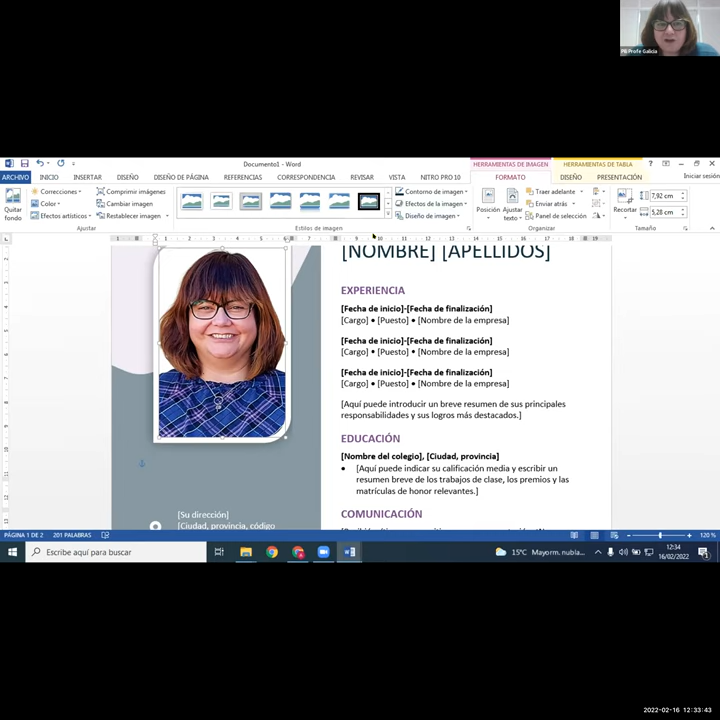 Pili Profe Galicia
Documento1 - Word
HERRAMIENTAS DE IMAGEN
HERRAMIENTAS DE TABLA
ARCHIVO INICIO INSERTAR DISEÑO DISEÑO DE PÁGINA REFERENCIAS CORRESPONDENCIA REVISAR VISTA NITRO PRO 10 FORMATO DISEÑO PRESENTACIÓN Iniciar sesión
Quitar fondo
Correcciones
Color
Efectos artísticos
Comprimir imágenes
Cambiar imagen
Restablecer imagen
Ajustar
Estilos de imagen
Contorno de imagen
Efectos de la imagen
Diseño de imagen
Posición
Ajustar texto
Traer adelante
Enviar atrás
Panel de selección
Organizar
Recortar
7,92 cm
5,28 cm
Tamaño
[NOMBRE] [APELLIDOS]
EXPERIENCIA
[Fecha de inicio]-[Fecha de finalización]
[Cargo] • [Puesto] • [Nombre de la empresa]
[Fecha de inicio]-[Fecha de finalización]
[Cargo] • [Puesto] • [Nombre de la empresa]
[Fecha de inicio]-[Fecha de finalización]
[Cargo] • [Puesto] • [Nombre de la empresa]
[Aquí puede introducir un breve resumen de sus principales
responsabilidades y sus logros más destacados.]
EDUCACIÓN
[Nombre del colegio], [Ciudad, provincia]
• [Aquí puede indicar su calificación media y escribir un
resumen breve de los trabajos de clase, los premios y las
matrículas de honor relevantes.]
COMUNICACIÓN
[Su dirección]
[Ciudad, provincia, código
PÁGINA 1 DE 2 201 PALABRAS
120 %
Escribe aquí para buscar
15°C Mayorm. nubla...
12:34
16/02/2022
2022-02-16 12:33:43